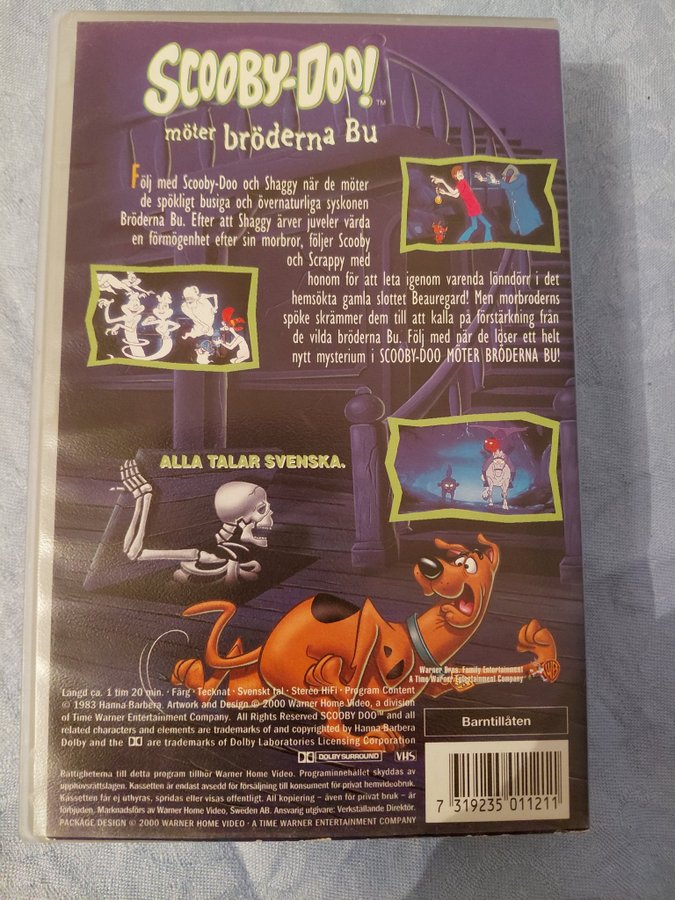 SCOOBY-DOO! ™
möter bröderna Bu
Följ med Scooby-Doo och Shaggy när de möter
de spökligt busiga och övernaturliga syskonen
Bröderna Bu. Efter att Shaggy ärver juveler värda
en förmögenhet efter sin morbror, följer Scooby
och Scrappy med
honom för att leta igenom varenda lönndörr i det
hemsökta gamla slottet Beauregard! Men morbroderns
spöke skrämmer dem till att kalla på förstärkning från
de vilda bröderna Bu. Följ med när de löser ett helt
nytt mysterium i SCOOBY-DOO MÖTER BRÖDERNA BU!
ALLA TALAR SVENSKA.
Warner Bros. Family Entertainment
A Time Warner Entertainment Company
WB
Längd ca. 1 tim 20 min. · Färg · Tecknat · Svenskt tal · Stereo HiFi · Program Content
© 1983 Hanna Barbera. Artwork and Design © 2000 Warner Home Video, a division
of Time Warner Entertainment Company. All Rights Reserved SCOOBY DOO™ and all
related characters and elements are trademarks of and copyrighted by Hanna-Barbera
Dolby and the DD are trademarks of Dolby Laboratories Licensing Corporation
DOLBY SURROUND VHS
Barntillåten
Rättigheterna till detta program tillhör Warner Home Video. Programinnehållet skyddas av
upphovsrättslagen. Kassetten är endast avsedd för försäljning till konsument för privat hemvideobruk.
Kassetten får ej uthyras, spridas eller visas offentligt. All kopiering – även för privat bruk – är
förbjuden. Marknadsförs av Warner Home Video, Sweden AB. Ansvarig utgivare: Verkställande Direktör.
PACKAGE DESIGN © 2000 WARNER HOME VIDEO · A TIME WARNER ENTERTAINMENT COMPANY
7 319235 011211